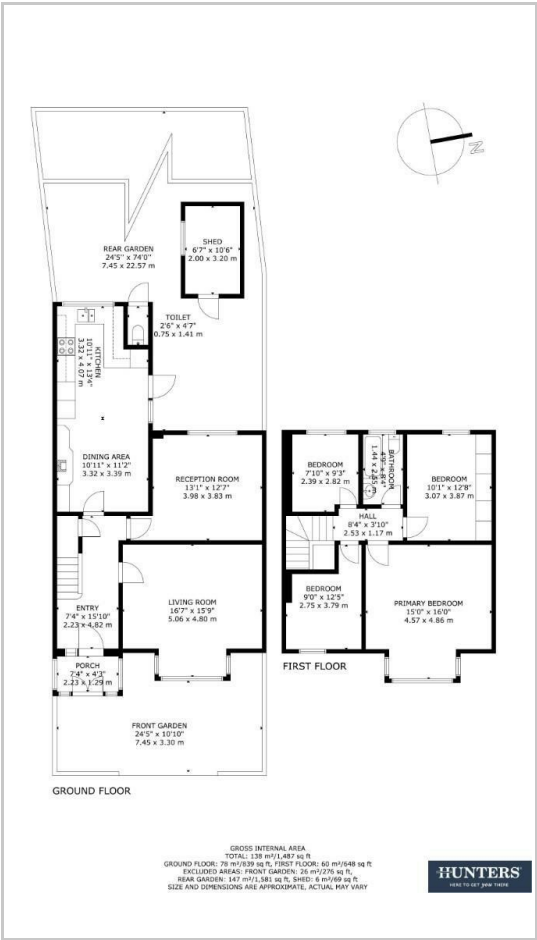 N
REAR GARDEN
24'5" x 74'0"
7.45 x 22.57 m
SHED
6'7" x 10'6"
2.00 x 3.20 m
TOILET
2'6" x 4'7"
0.75 x 1.41 m
KITCHEN
10'11" x 13'4"
3.32 x 4.07 m
DINING AREA
10'11" x 11'2"
3.32 x 3.39 m
RECEPTION ROOM
13'1" x 12'7"
3.98 x 3.83 m
ENTRY
7'4" x 15'10"
2.23 x 4.82 m
LIVING ROOM
16'7" x 15'9"
5.06 x 4.80 m
PORCH
7'4" x 4'3"
2.23 x 1.29 m
FRONT GARDEN
24'5" x 10'10"
7.45 x 3.30 m
GROUND FLOOR
BEDROOM
7'10" x 9'3"
2.39 x 2.82 m
BATHROOM
4'9" x 8'4"
1.44 x 2.55 m
BEDROOM
10'1" x 12'8"
3.07 x 3.87 m
HALL
8'4" x 3'10"
2.53 x 1.17 m
BEDROOM
9'0" x 12'5"
2.75 x 3.79 m
PRIMARY BEDROOM
15'0" x 16'0"
4.57 x 4.86 m
FIRST FLOOR
GROSS INTERNAL AREA
TOTAL: 138 m²/1,487 sq ft
GROUND FLOOR: 78 m²/839 sq ft, FIRST FLOOR: 60 m²/648 sq ft
EXCLUDED AREAS: FRONT GARDEN: 26 m²/276 sq ft,
REAR GARDEN: 147 m²/1,581 sq ft, SHED: 6 m²/69 sq ft
SIZE AND DIMENSIONS ARE APPROXIMATE, ACTUAL MAY VARY
HUNTERS
HERE TO GET you THERE